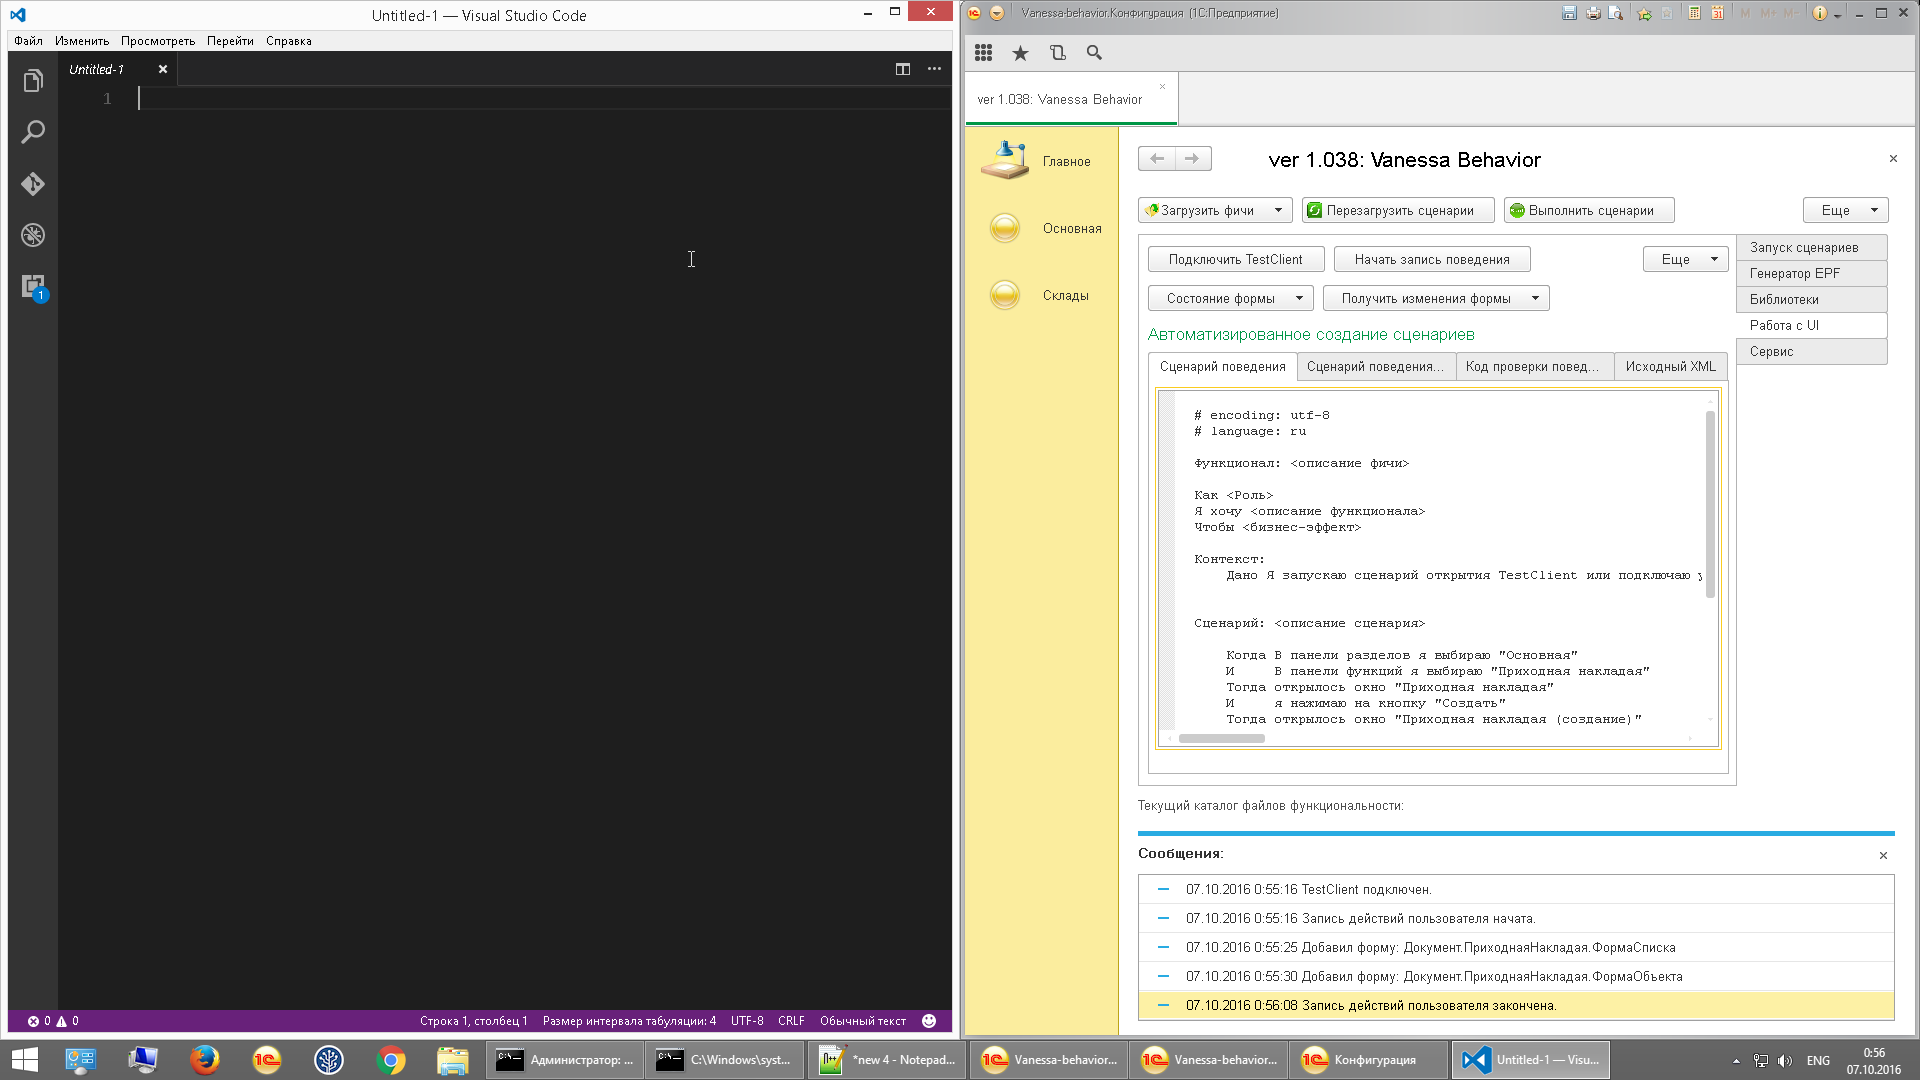 Untitled-1 — Visual Studio Code
Файл Изменить Просмотреть Перейти Справка
Untitled-1
1
1
0 0
Строка 1, столбец 1 Размер интервала табуляции: 4 UTF-8 CRLF Обычный текст
Vanessa-behavior.Конфигурация (1С:Предприятие)
M M+ M-
ver 1.038: Vanessa Behavior
Главное
Основная
Склады
ver 1.038: Vanessa Behavior
Загрузить фичи Перезагрузить сценарии Выполнить сценарии Еще
Подключить TestClient Начать запись поведения Еще
Состояние формы Получить изменения формы
Запуск сценариев
Генератор EPF
Библиотеки
Работа с UI
Сервис
Автоматизированное создание сценариев
Сценарий поведения Сценарий поведения... Код проверки повед... Исходный XML
# encoding: utf-8
# language: ru
Функционал: <описание фичи>
Как <Роль>
Я хочу <описание функционала>
Чтобы <бизнес-эффект>
Контекст:
Дано Я запускаю сценарий открытия TestClient или подключаю у
Сценарий: <описание сценария>
Когда В панели разделов я выбираю "Основная"
И В панели функций я выбираю "Приходная накладая"
Тогда открылось окно "Приходная накладая"
И я нажимаю на кнопку "Создать"
Тогда открылось окно "Приходная накладая (создание)"
Текущий каталог файлов функциональности:
Сообщения:
07.10.2016 0:55:16 TestClient подключен.
07.10.2016 0:55:16 Запись действий пользователя начата.
07.10.2016 0:55:25 Добавил форму: Документ.ПриходнаяНакладая.ФормаСписка
07.10.2016 0:55:30 Добавил форму: Документ.ПриходнаяНакладая.ФормаОбъекта
07.10.2016 0:56:08 Запись действий пользователя закончена.
Администратор: ... C:\Windows\syst... *new 4 - Notepad... Vanessa-behavior... Vanessa-behavior... Конфигурация Untitled-1 — Visu... ENG 0:56
07.10.2016